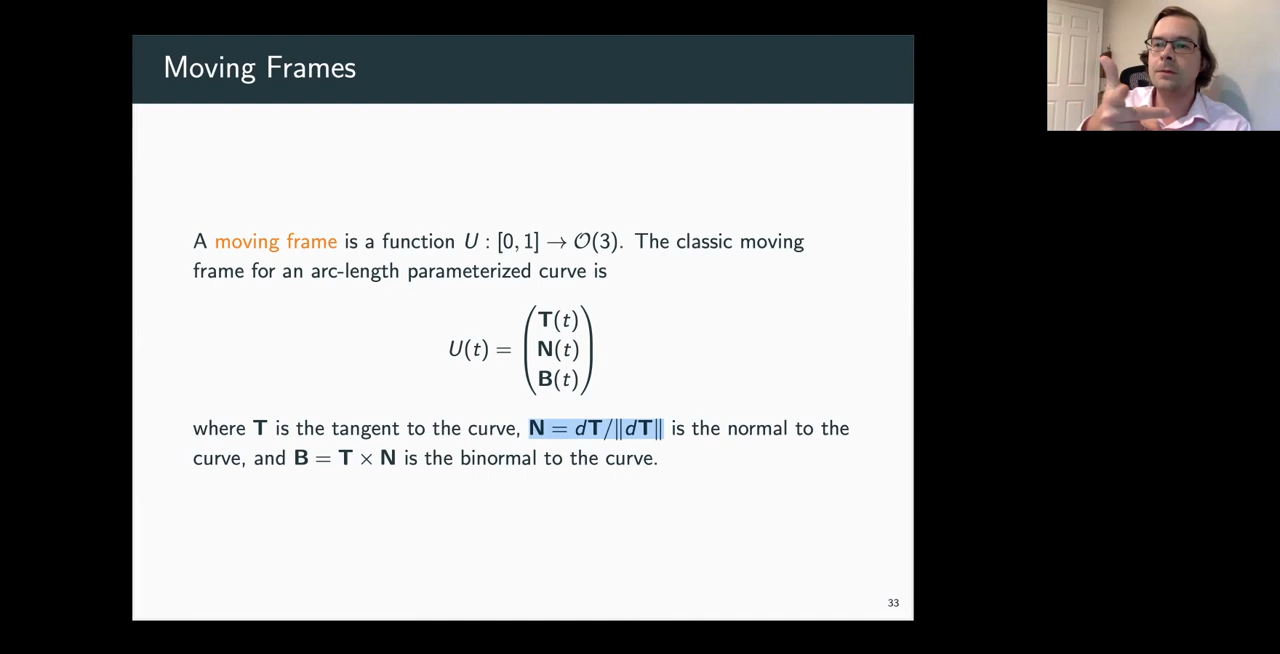 Moving Frames
A moving frame is a function U : [0, 1] → O(3). The classic moving
frame for an arc-length parameterized curve is
T(t)
U(t) = N(t)
B(t)
where T is the tangent to the curve, N = dT/‖dT‖ is the normal to the
curve, and B = T × N is the binormal to the curve.
33